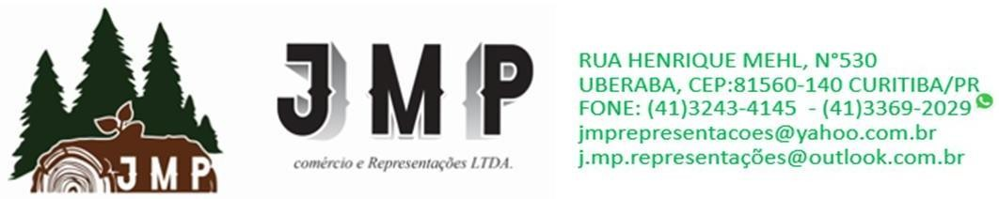 JMP
JMP
comércio e Representações LTDA.
RUA HENRIQUE MEHL, N°530
UBERABA, CEP:81560-140 CURITIBA/PR
FONE: (41)3243-4145 - (41)3369-2029
jmprepresentacoes@yahoo.com.br
j.mp.representações@outlook.com.br